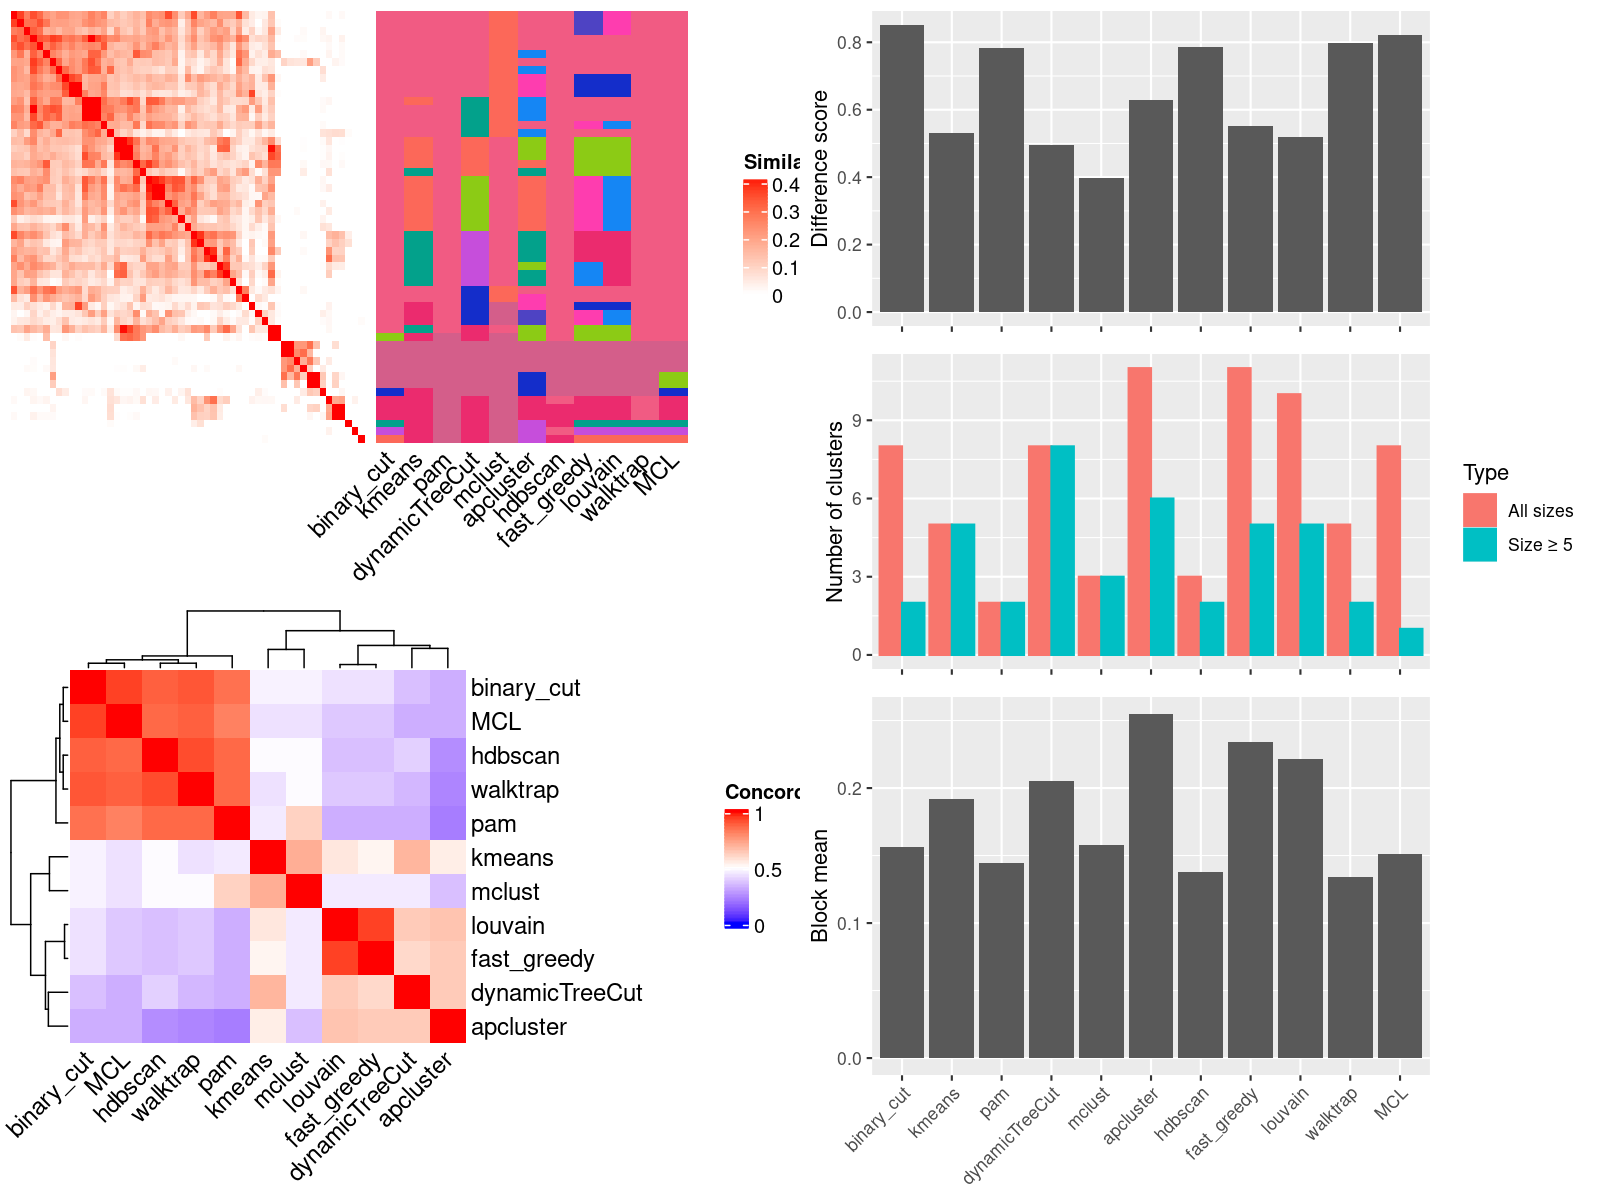 Simila
0.4
0.3
0.2
0.1
0
binary_cut
kmeans
pam
dynamicTreeCut
mclust
apcluster
hdbscan
fast_greedy
louvain
walktrap
MCL
binary_cut
MCL
hdbscan
walktrap
pam
kmeans
mclust
louvain
fast_greedy
dynamicTreeCut
apcluster
binary_cut
MCL
hdbscan
walktrap
pam
kmeans
mclust
louvain
fast_greedy
dynamicTreeCut
apcluster
Concord
1
0.5
0
Difference score
0.8
0.6
0.4
0.2
0.0
Number of clusters
9
6
3
0
Type
All sizes
Size ≥ 5
Block mean
0.2
0.1
0.0
binary_cut
kmeans
pam
dynamicTreeCut
mclust
apcluster
hdbscan
fast_greedy
louvain
walktrap
MCL